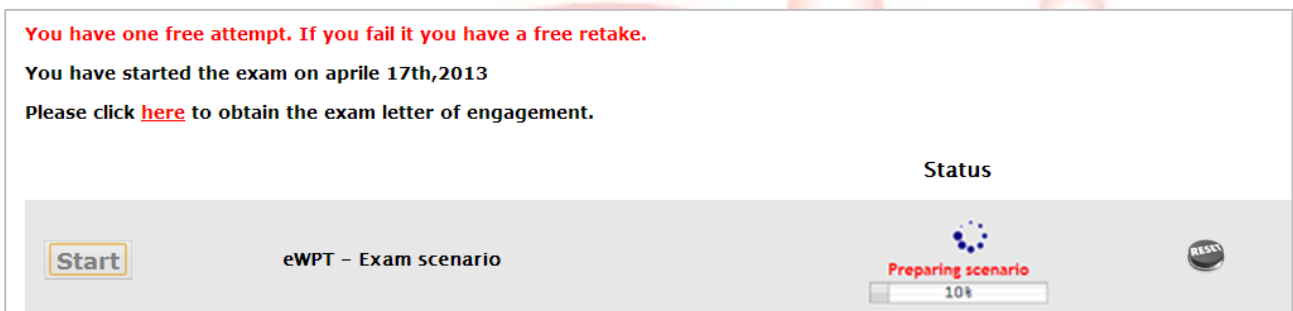 You have one free attempt. If you fail it you have a free retake.
You have started the exam on aprile 17th,2013
Please click here to obtain the exam letter of engagement.
Status
Start
eWPT – Exam scenario
Preparing scenario
10%
RESET